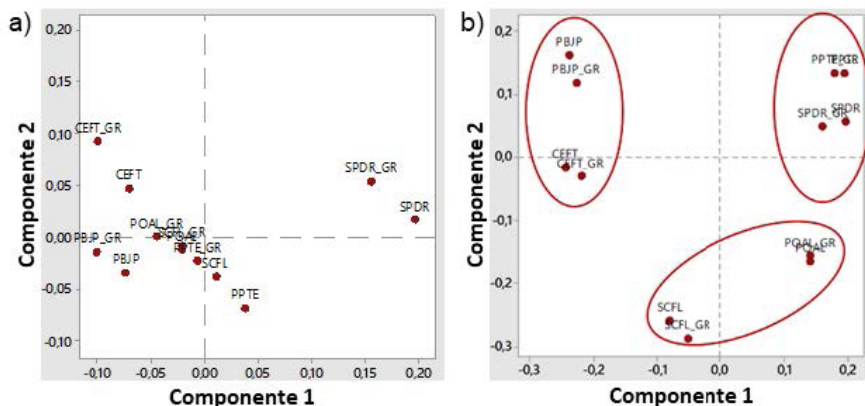 a)
Componente 2
0,20
0,15
0,10
0,05
0,00
-0,05
-0,10
CEFT_GR
CEFT
SPDR_GR
SPDR
POAL_GR
POAL
PBJP_GR
PPTE_GR
SCFL
PBJP
PPTE
-0,10 -0,05 0,00 0,05 0,10 0,15 0,20
Componente 1
b)
Componente 2
0,2
0,1
0,0
-0,1
-0,2
-0,3
PBJP
PBJP_GR
SPDR_GR
SPDR
CEFT
CEFT_GR
POAL_GR
POAL
SCFL
SCFL_GR
-0,3 -0,2 -0,1 0,0 0,1 0,2
Componente 1